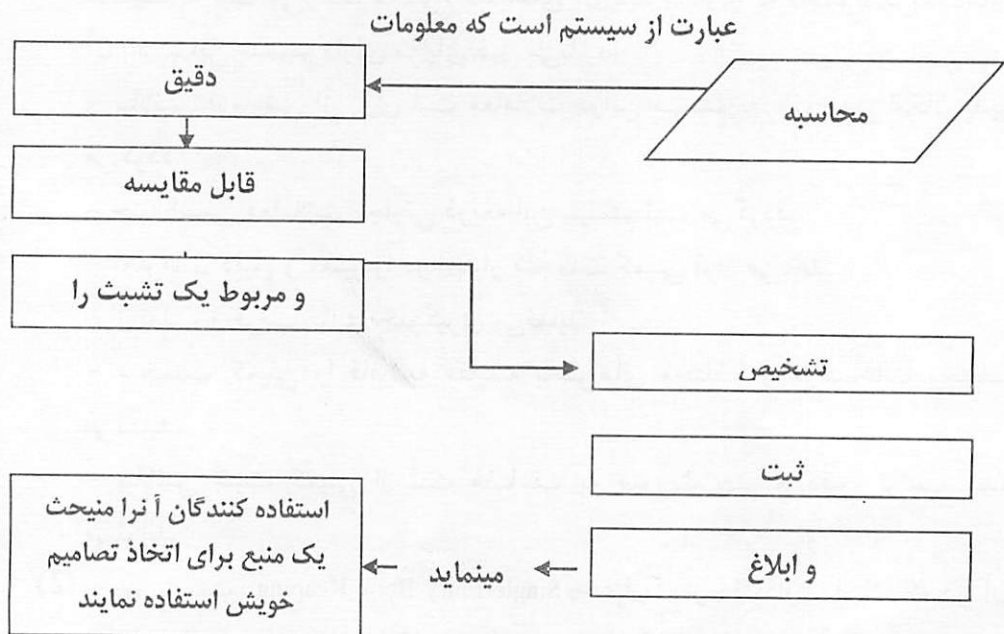 عبارت از سیستم است که معلومات
محاسبه
دقیق
قابل مقایسه
و مربوط یک تشبث را
تشخیص
ثبت
و ابلاغ
مینماید
استفاده کنندگان آ نرا منیحث
یک منبع برای اتخاذ تصامیم
خویش استفاده نمایند